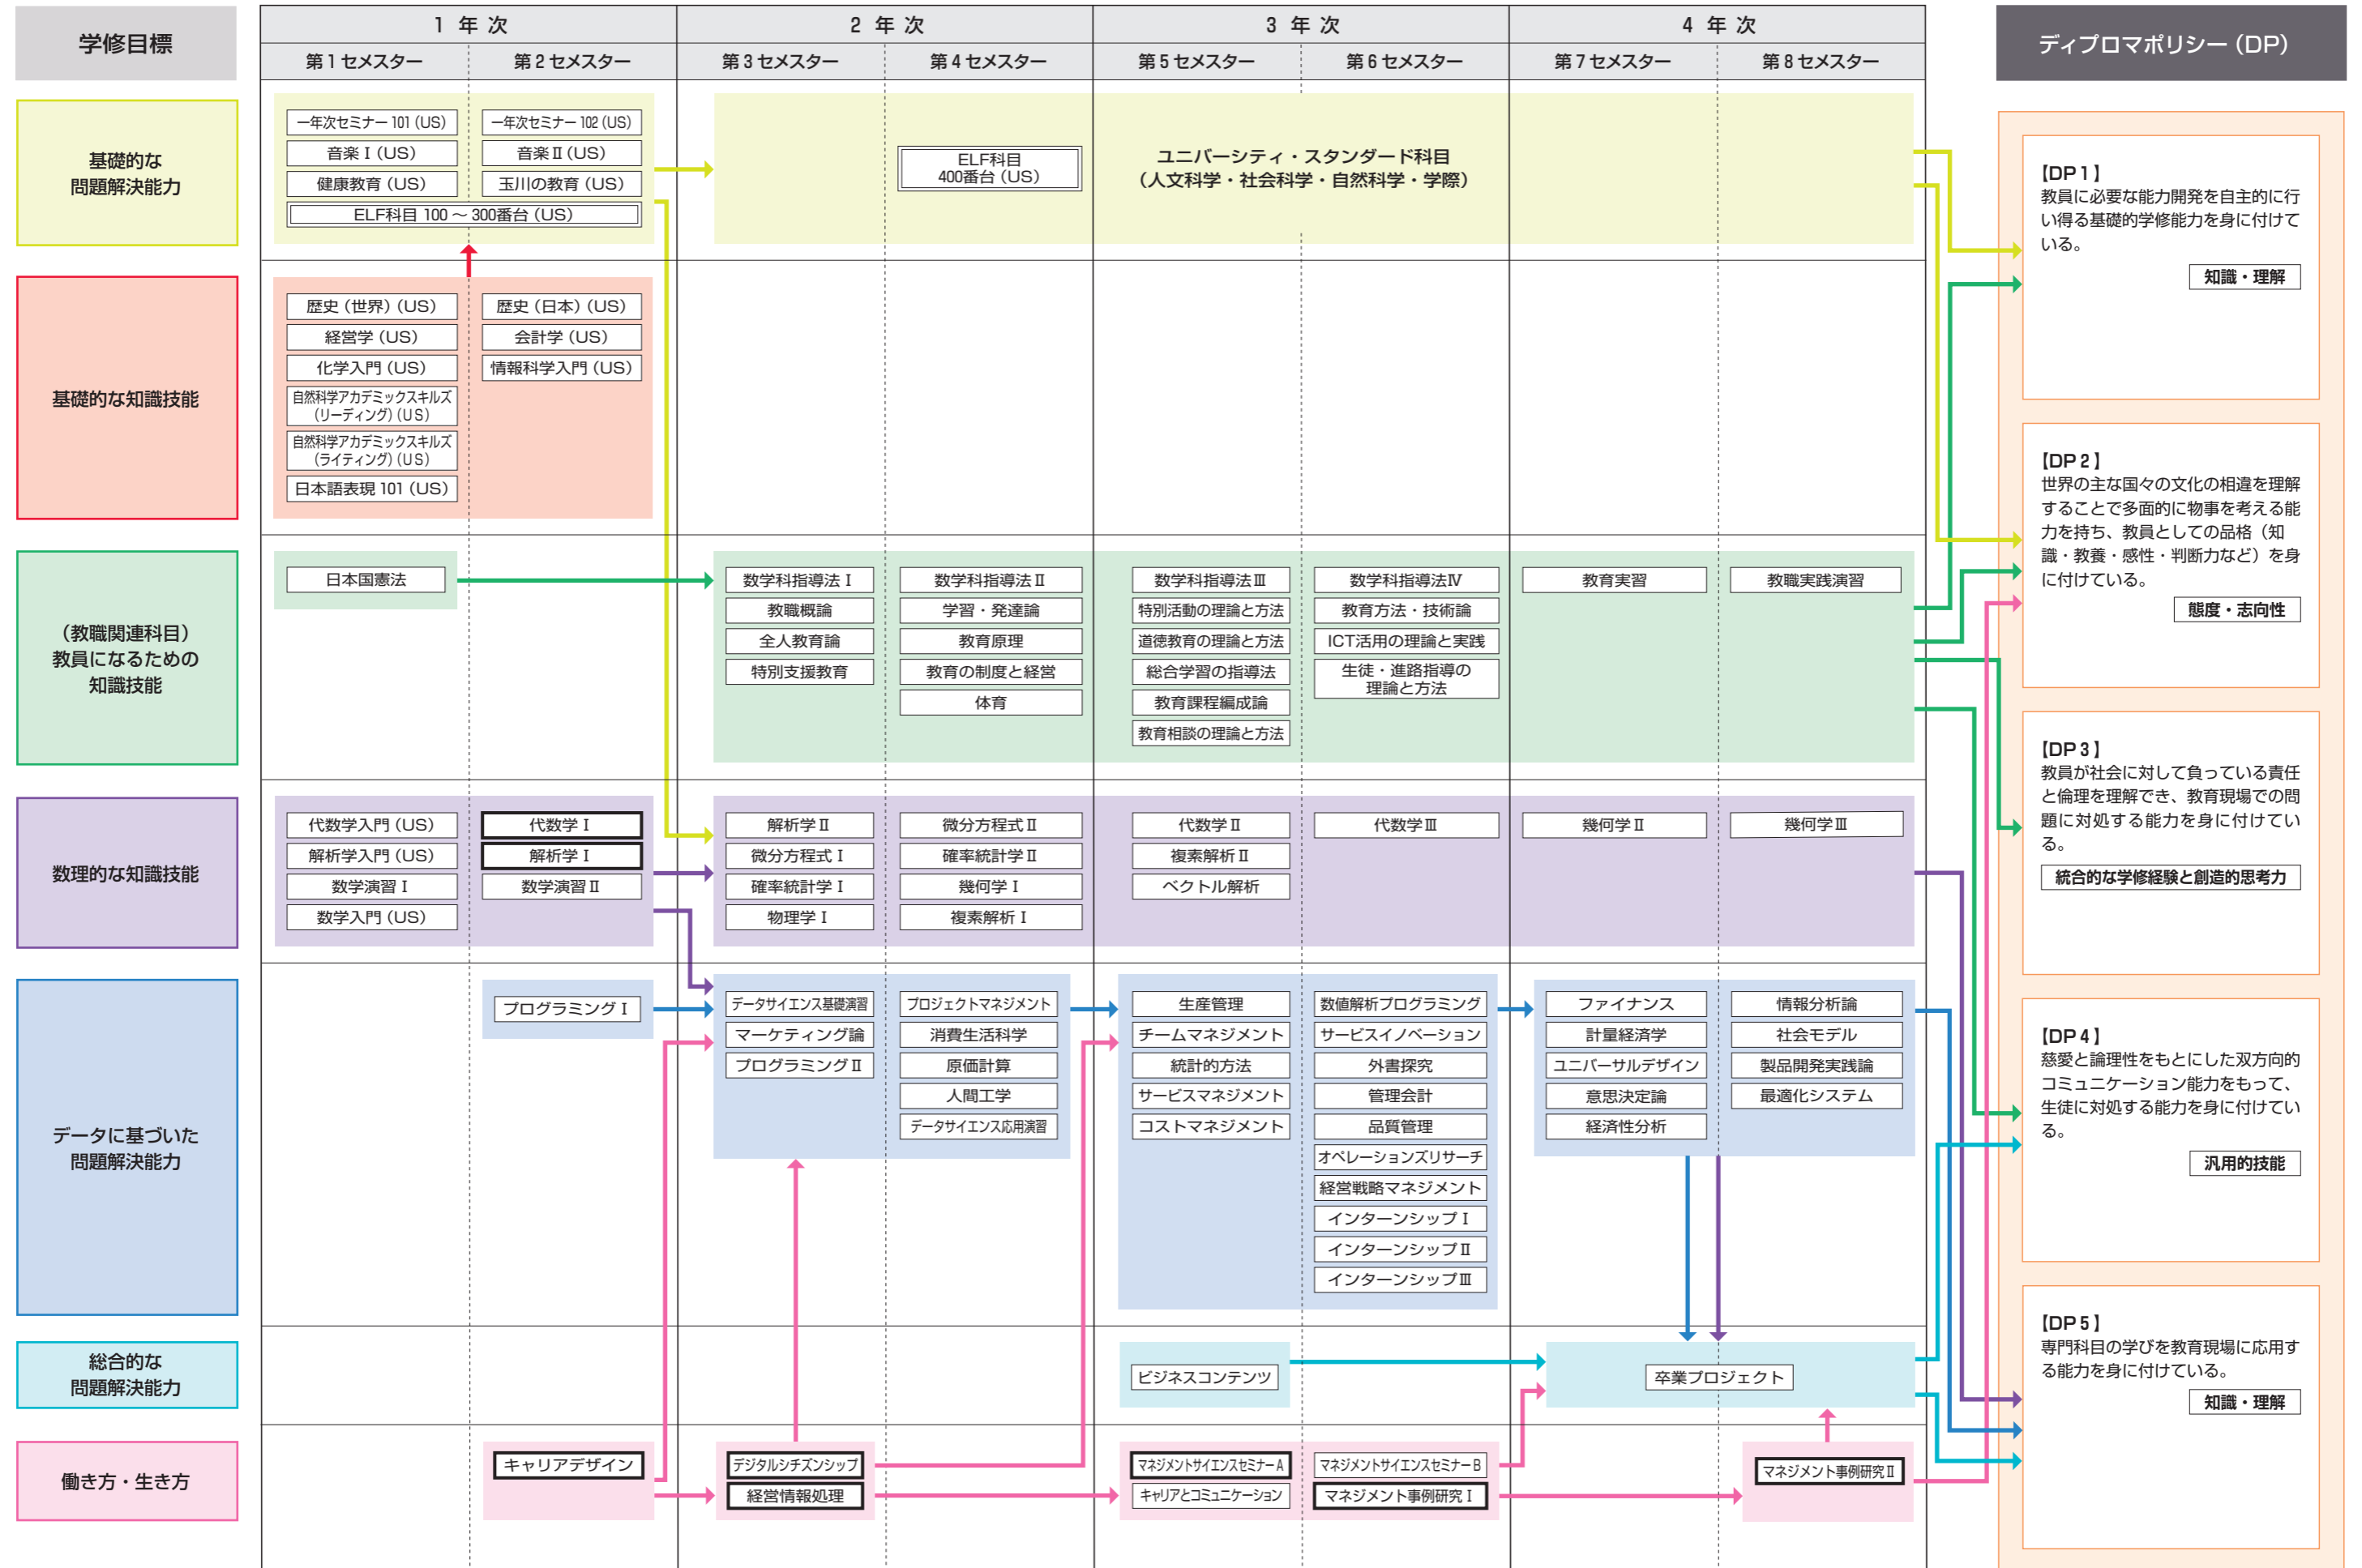 学修目標
1 年 次
2 年 次
3 年 次
4 年 次
ディプロマポリシー（DP）
第1セメスター
第2セメスター
第3セメスター
第4セメスター
第5セメスター
第6セメスター
第7セメスター
第8セメスター
基礎的な
問題解決能力
一年次セミナー 101（US）
音楽Ⅰ（US）
健康教育（US）
一年次セミナー 102（US）
音楽Ⅱ（US）
玉川の教育（US）
ELF科目 100 ～ 300番台（US）
ELF科目
400番台（US）
ユニバーシティ・スタンダード科目
（人文科学・社会科学・自然科学・学際）
基礎的な知識技能
歴史（世界）（US）
経営学（US）
化学入門（US）
自然科学アカデミックスキルズ
（リーディング）（US）
自然科学アカデミックスキルズ
（ライティング）（US）
日本語表現 101（US）
歴史（日本）（US）
会計学（US）
情報科学入門（US）
（教職関連科目）
教員になるための
知識技能
日本国憲法
数学科指導法Ⅰ
教職概論
全人教育論
特別支援教育
数学科指導法Ⅱ
学習・発達論
教育原理
教育の制度と経営
体育
数学科指導法Ⅲ
特別活動の理論と方法
道徳教育の理論と方法
総合学習の指導法
教育課程編成論
教育相談の理論と方法
数学科指導法Ⅳ
教育方法・技術論
ICT活用の理論と実践
生徒・進路指導の
理論と方法
教育実習
教職実践演習
数理的な知識技能
代数学入門（US）
解析学入門（US）
数学演習Ⅰ
数学入門（US）
代数学Ⅰ
解析学Ⅰ
数学演習Ⅱ
解析学Ⅱ
微分方程式Ⅰ
確率統計学Ⅰ
物理学Ⅰ
微分方程式Ⅱ
確率統計学Ⅱ
幾何学Ⅰ
複素解析Ⅰ
代数学Ⅱ
複素解析Ⅱ
ベクトル解析
代数学Ⅲ
幾何学Ⅱ
幾何学Ⅲ
データに基づいた
問題解決能力
プログラミングⅠ
データサイエンス基礎演習
マーケティング論
プログラミングⅡ
プロジェクトマネジメント
消費生活科学
原価計算
人間工学
データサイエンス応用演習
生産管理
チームマネジメント
統計的方法
サービスマネジメント
コストマネジメント
数値解析プログラミング
サービスイノベーション
外書探究
管理会計
品質管理
オペレーションズリサーチ
経営戦略マネジメント
インターンシップⅠ
インターンシップⅡ
インターンシップⅢ
ファイナンス
計量経済学
ユニバーサルデザイン
意思決定論
経済性分析
情報分析論
社会モデル
製品開発実践論
最適化システム
総合的な
問題解決能力
ビジネスコンテンツ
卒業プロジェクト
働き方・生き方
キャリアデザイン
デジタルシチズンシップ
経営情報処理
マネジメントサイエンスセミナーA
キャリアとコミュニケーション
マネジメントサイエンスセミナーB
マネジメント事例研究Ⅰ
マネジメント事例研究Ⅱ
【DP1】
教員に必要な能力開発を自主的に行
い得る基礎的学修能力を身に付けて
いる。
知識・理解
【DP2】
世界の主な国々の文化の相違を理解
することで多面的に物事を考える能
力を持ち、教員としての品格（知
識・教養・感性・判断力など）を身
に付けている。
態度・志向性
【DP3】
教員が社会に対して負っている責任
と倫理を理解でき、教育現場での問
題に対処する能力を身に付けてい
る。
統合的な学修経験と創造的思考力
【DP4】
慈愛と論理性をもとにした双方向的
コミュニケーション能力をもって、
生徒に対処する能力を身に付けてい
る。
汎用的技能
【DP5】
専門科目の学びを教育現場に応用す
る能力を身に付けている。
知識・理解